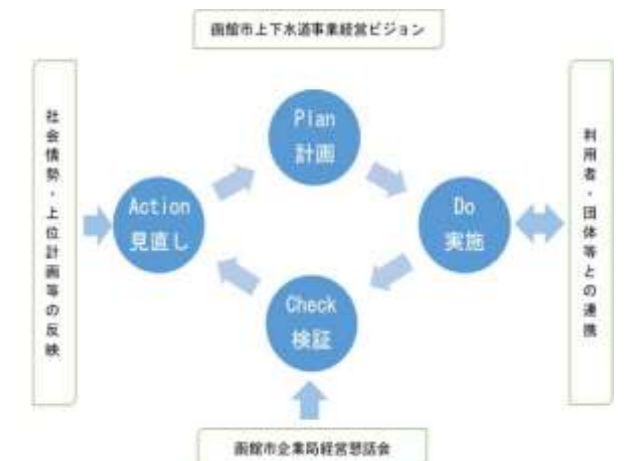 函館市上下水道事業経営ビジョン
社会情勢・上位計画等の反映
Plan
計画
Action
見直し
Do
実施
Check
検証
利用者・団体等との連携
函館市企業局経営懇話会